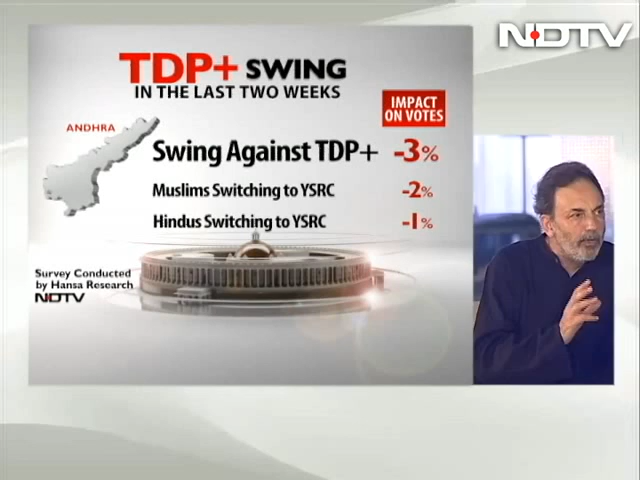 NDTV
TDP+ SWING
IN THE LAST TWO WEEKS
IMPACT
ON VOTES
ANDHRA
Swing Against TDP+ -3%
Muslims Switching to YSRC -2%
Hindus Switching to YSRC -1%
Survey Conducted
by Hansa Research
NDTV